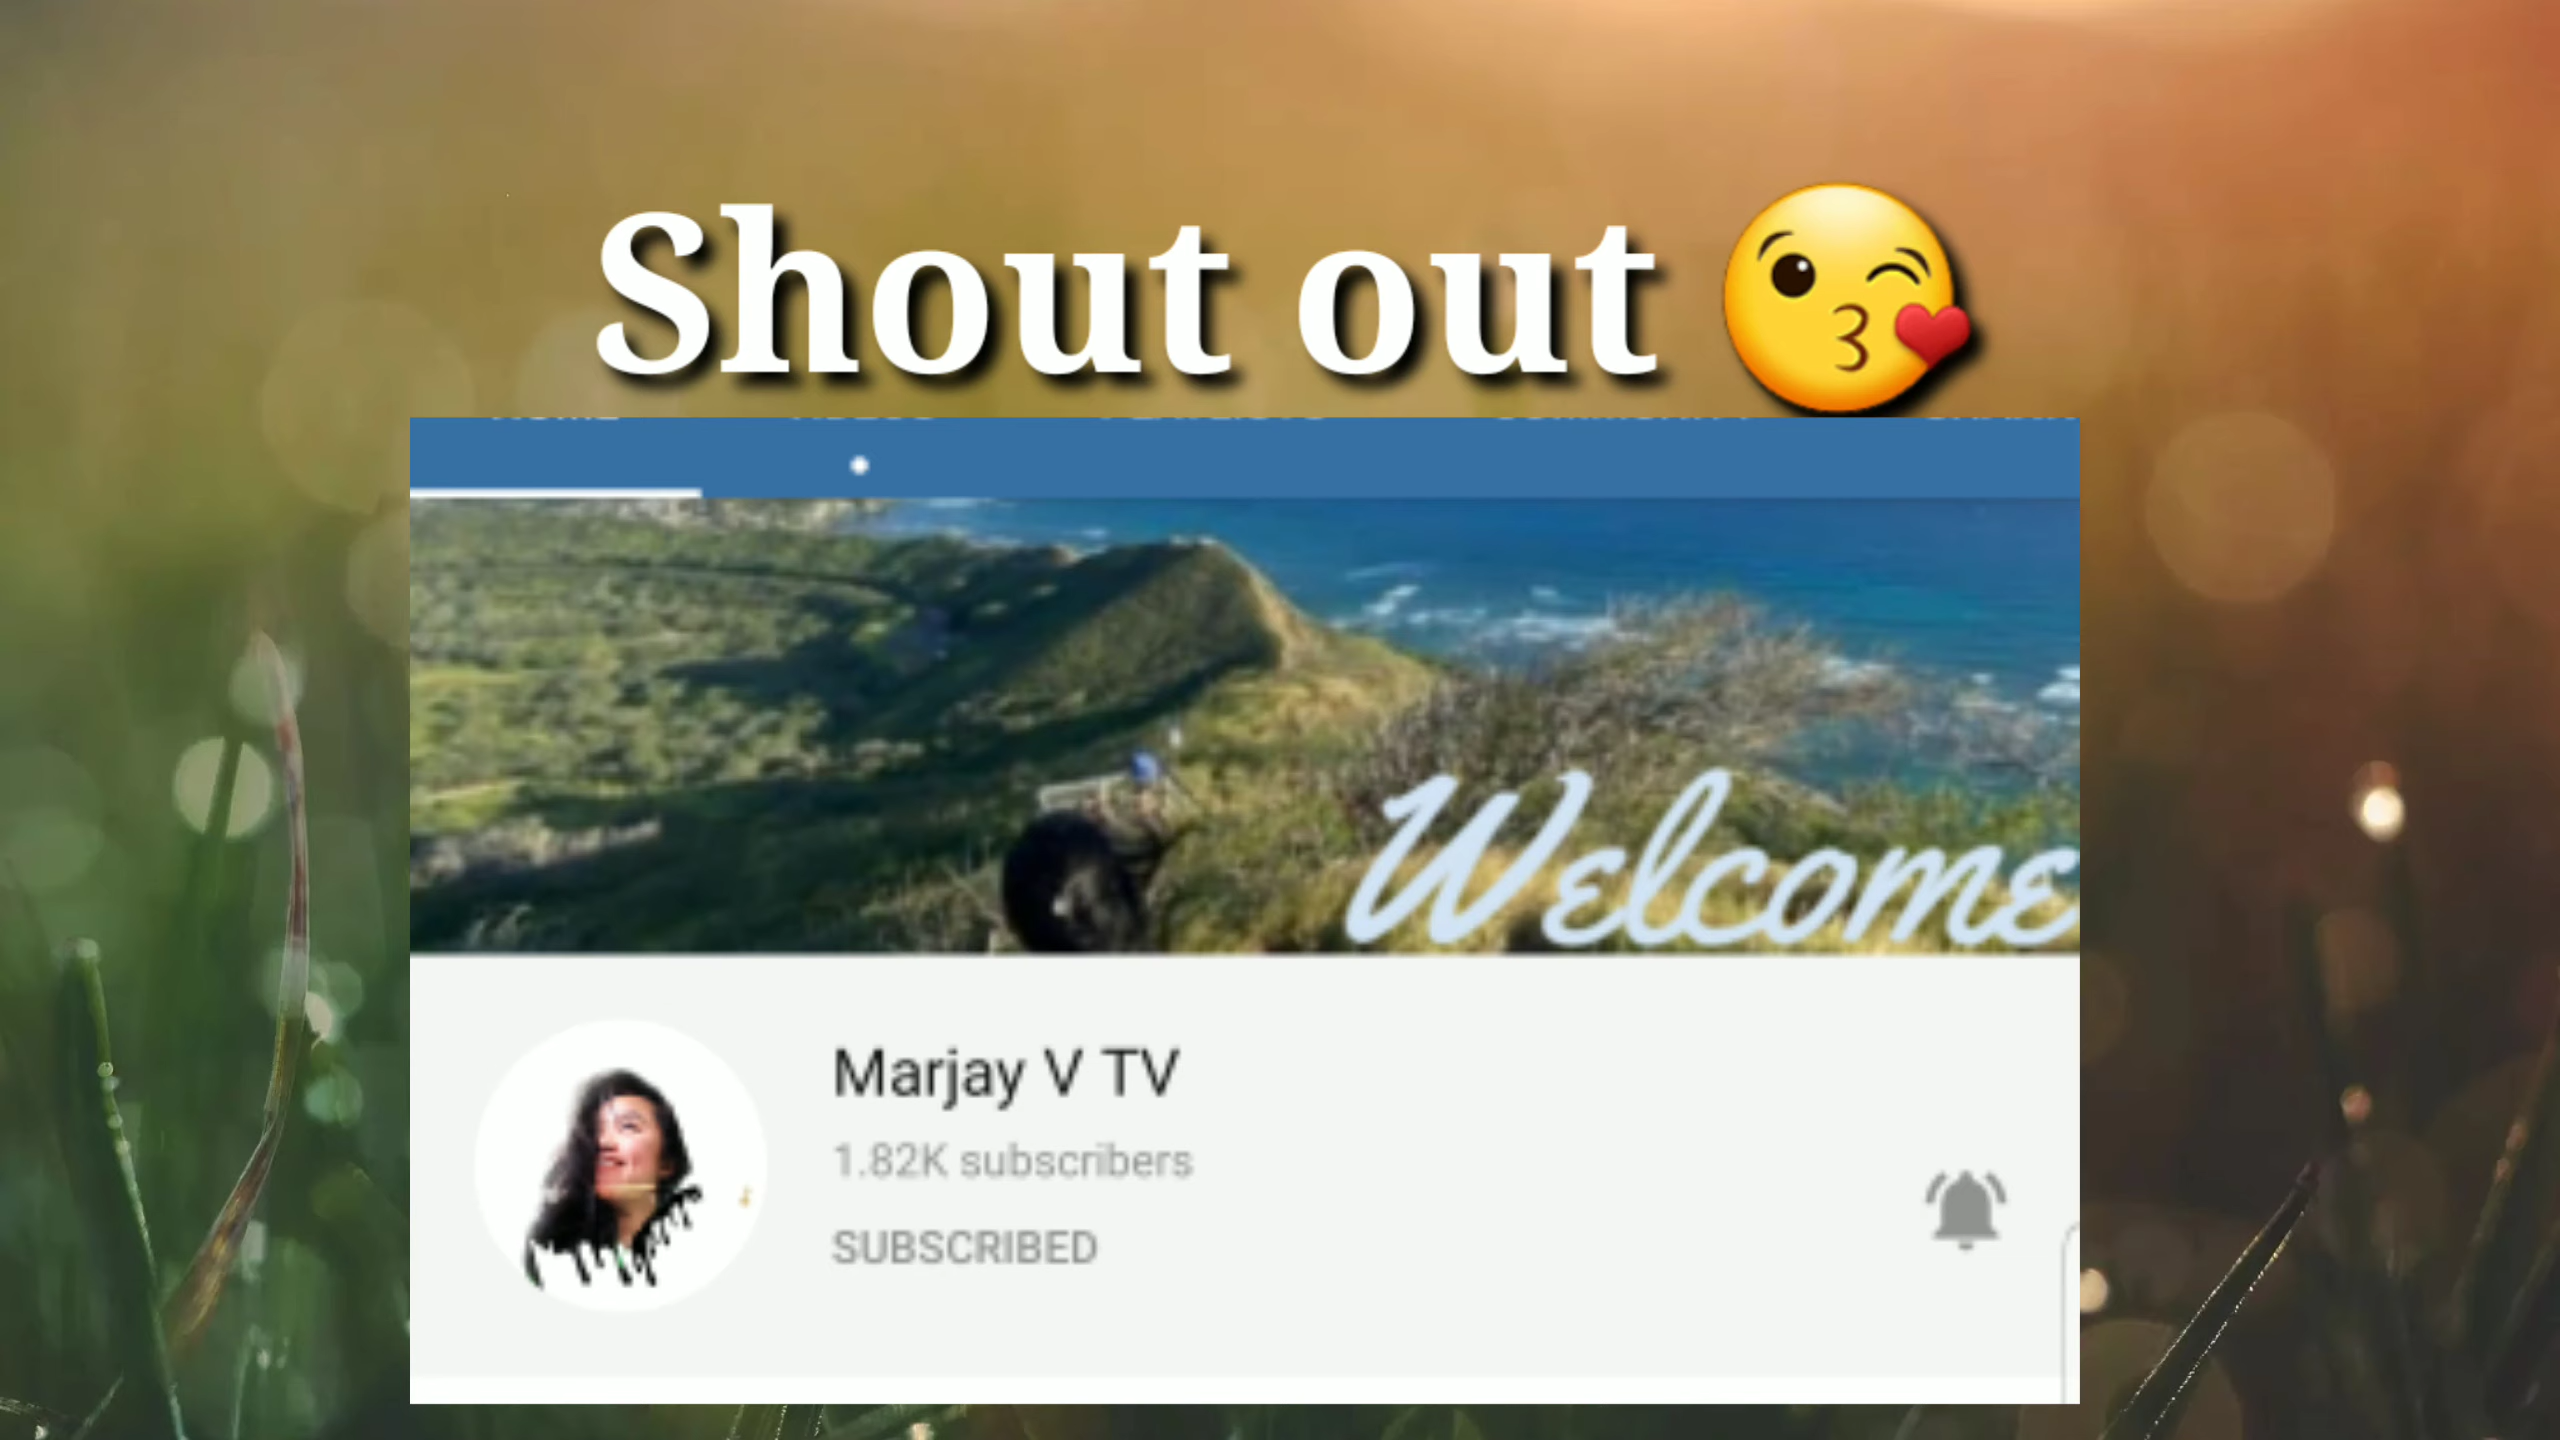 Shout out 😘
Welcome
Marjay V TV
1.82K subscribers
SUBSCRIBED